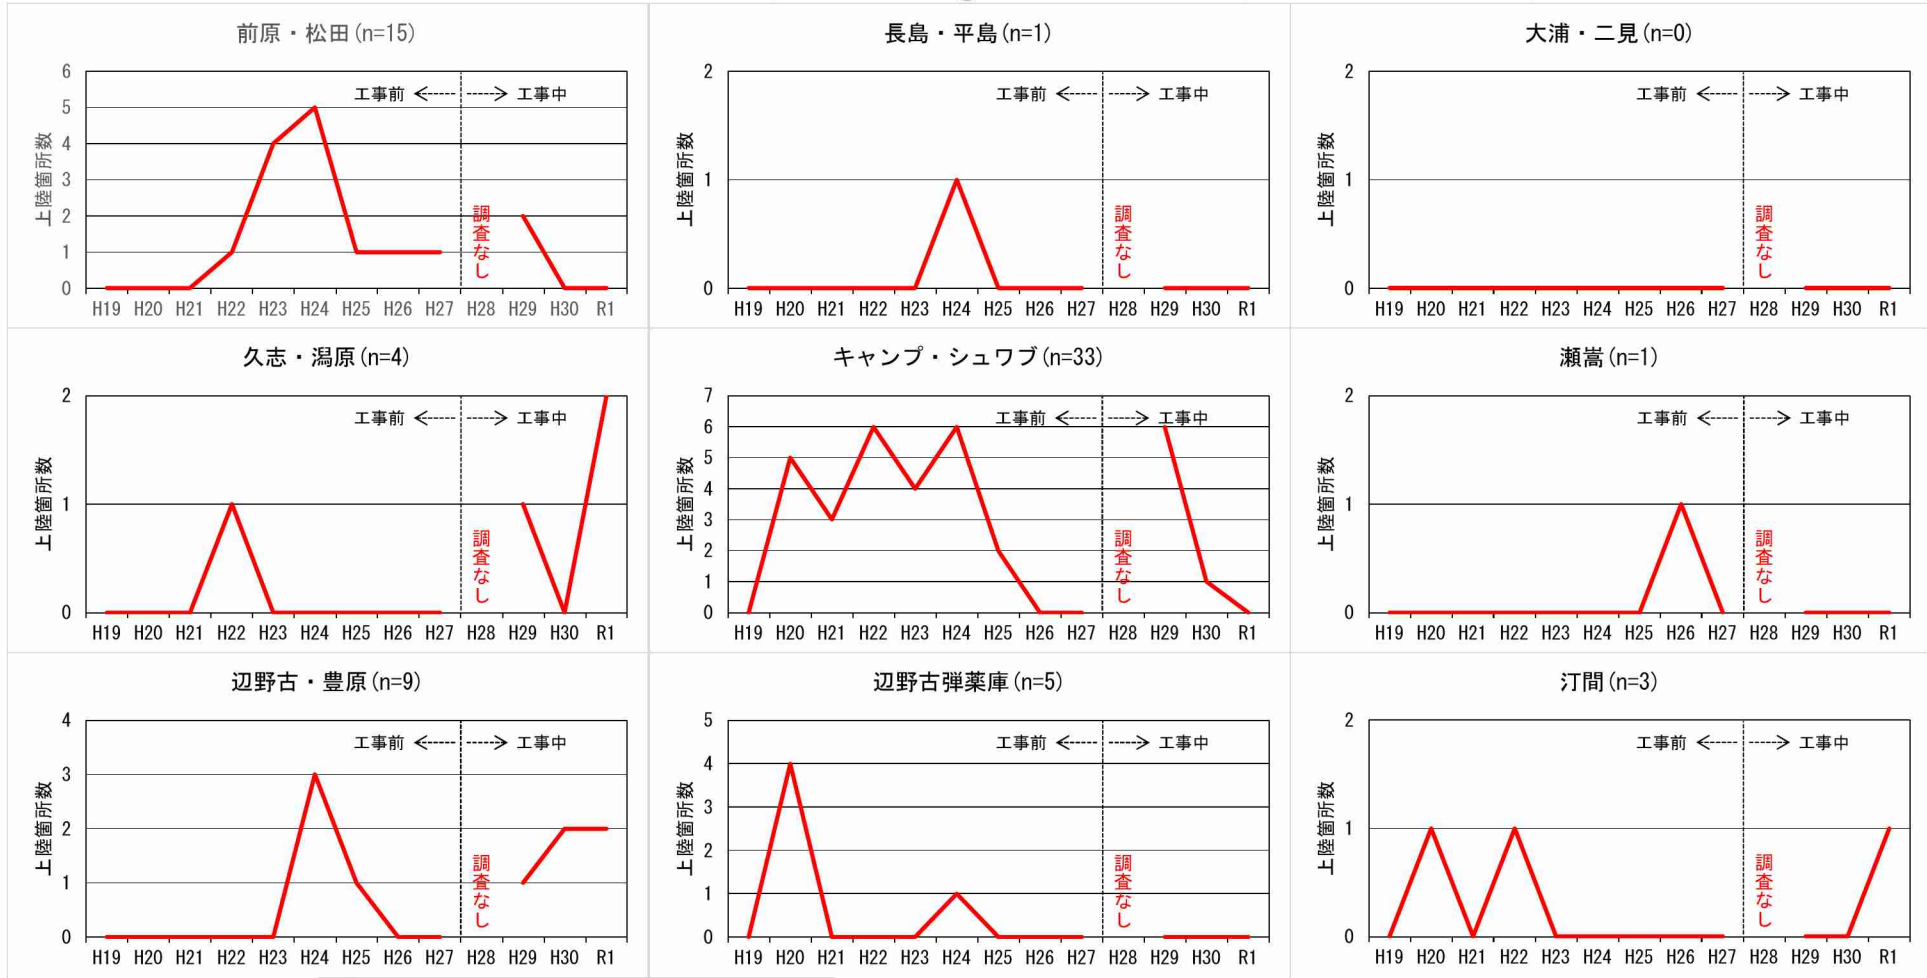 前原・松田(n=15)
上陸箇所数
6
5
4
3
2
1
0
工事前
工事中
調査なし
H19 H20 H21 H22 H23 H24 H25 H26 H27 H28 H29 H30 R1
長島・平島(n=1)
上陸箇所数
2
1
0
工事前
工事中
調査なし
H19 H20 H21 H22 H23 H24 H25 H26 H27 H28 H29 H30 R1
大浦・二見(n=0)
上陸箇所数
2
1
0
工事前
工事中
調査なし
H19 H20 H21 H22 H23 H24 H25 H26 H27 H28 H29 H30 R1
久志・潟原(n=4)
上陸箇所数
2
1
0
工事前
工事中
調査なし
H19 H20 H21 H22 H23 H24 H25 H26 H27 H28 H29 H30 R1
キャンプ・シュワブ(n=33)
上陸箇所数
7
6
5
4
3
2
1
0
工事前
工事中
調査なし
H19 H20 H21 H22 H23 H24 H25 H26 H27 H28 H29 H30 R1
瀬嵩(n=1)
上陸箇所数
2
1
0
工事前
工事中
調査なし
H19 H20 H21 H22 H23 H24 H25 H26 H27 H28 H29 H30 R1
辺野古・豊原(n=9)
上陸箇所数
4
3
2
1
0
工事前
工事中
調査なし
H19 H20 H21 H22 H23 H24 H25 H26 H27 H28 H29 H30 R1
辺野古弾薬庫(n=5)
上陸箇所数
5
4
3
2
1
0
工事前
工事中
調査なし
H19 H20 H21 H22 H23 H24 H25 H26 H27 H28 H29 H30 R1
汀間(n=3)
上陸箇所数
2
1
0
工事前
工事中
調査なし
H19 H20 H21 H22 H23 H24 H25 H26 H27 H28 H29 H30 R1